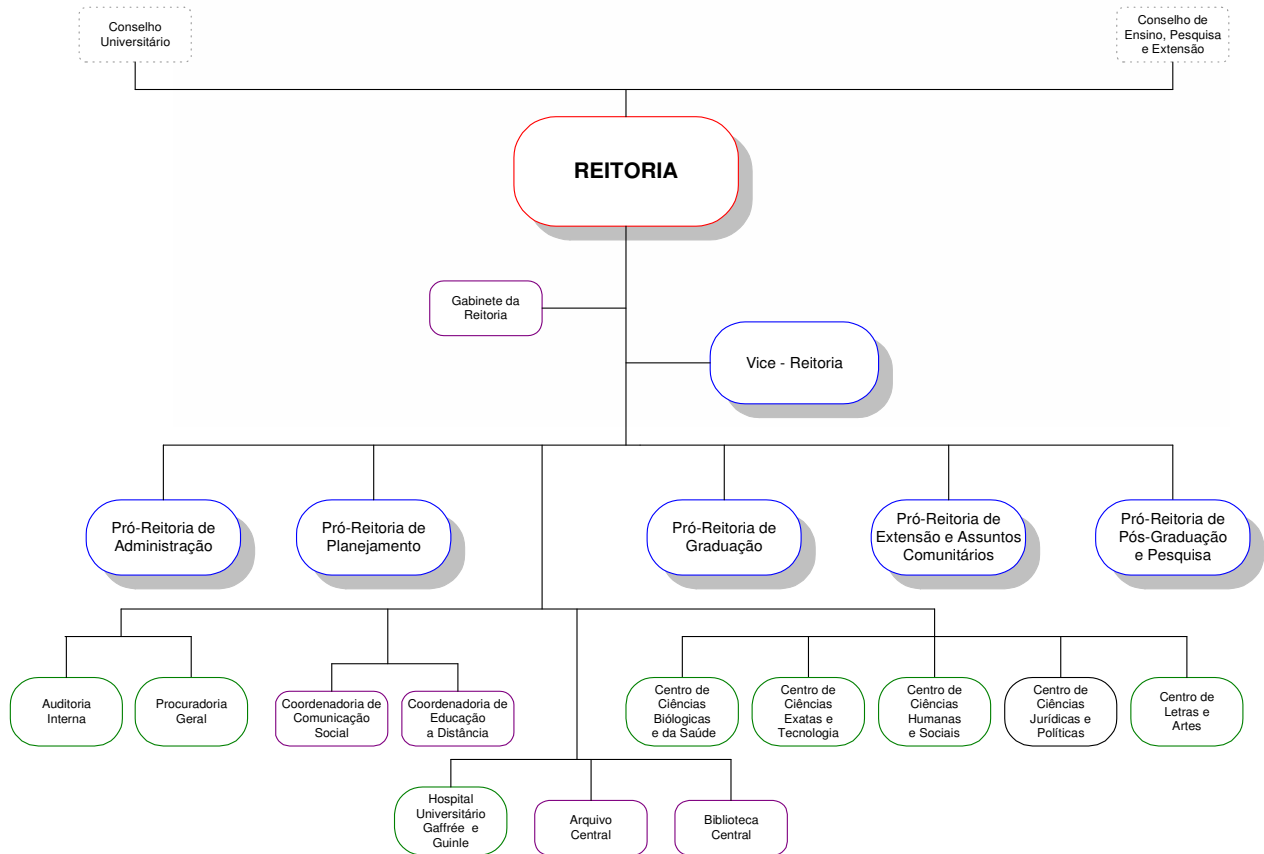 Conselho
Universitário
Conselho de
Ensino, Pesquisa
e Extensão
REITORIA
Gabinete da
Reitoria
Vice - Reitoria
Pró-Reitoria de
Administração
Pró-Reitoria de
Planejamento
Pró-Reitoria de
Graduação
Pró-Reitoria de
Extensão e Assuntos
Comunitários
Pró-Reitoria de
Pós-Graduação
e Pesquisa
Auditoria
Interna
Procuradoria
Geral
Coordenadoria de
Comunicação
Social
Coordenadoria de
Educação
a Distância
Centro de
Ciências
Biólogicas
e da Saúde
Centro de
Ciências
Exatas e
Tecnologia
Centro de
Ciências
Humanas
e Sociais
Centro de
Ciências
Jurídicas e
Políticas
Centro de
Letras e
Artes
Hospital
Universitário
Gaffrée e
Guinle
Arquivo
Central
Biblioteca
Central